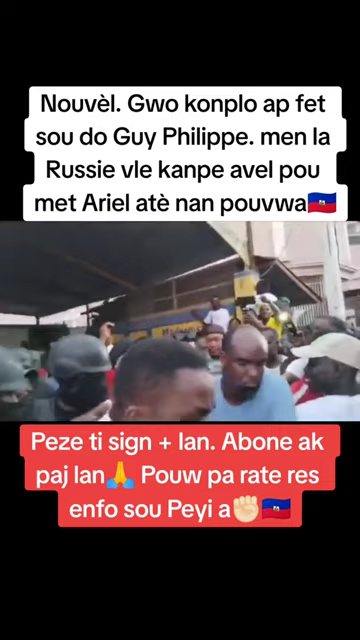 Nouvèl. Gwo konplo ap fet
sou do Guy Philippe. men la
Russie vle kanpe avel pou
met Ariel atè nan pouvwa🇭🇹
Peze ti sign + lan. Abone ak
paj lan🙏 Pouw pa rate res
enfo sou Peyi a✊🏻🇭🇹